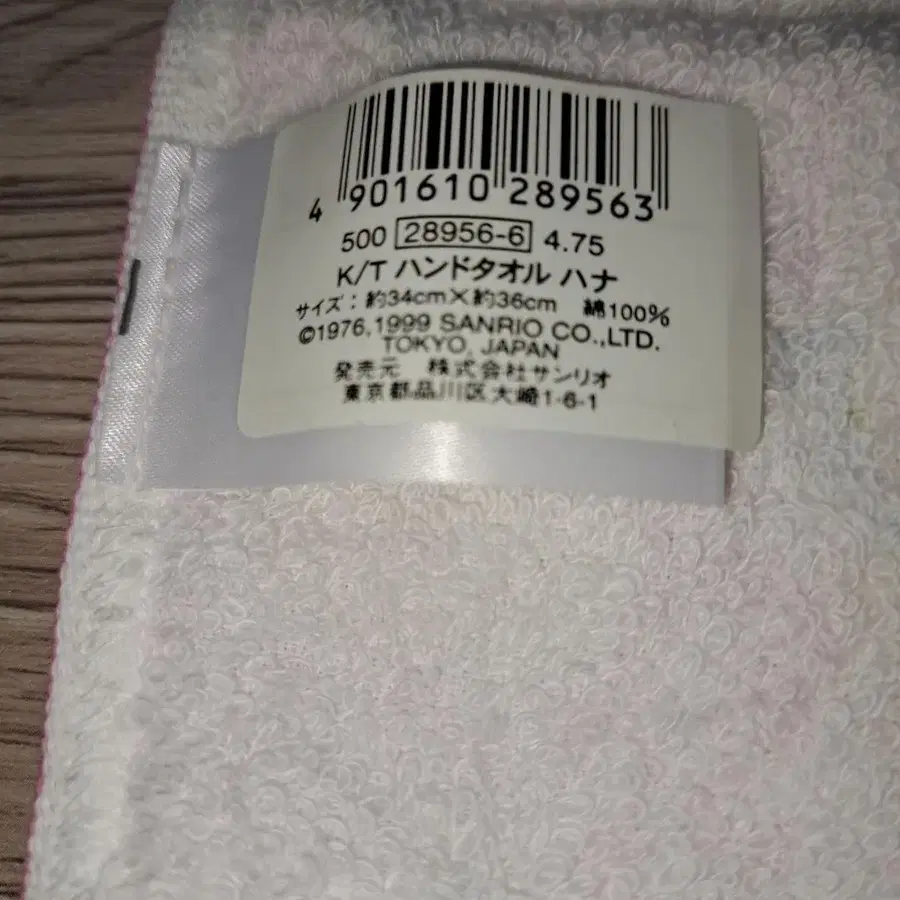 4 901610 289563
500 28956-6 4.75
K/T ハンドタオル ハナ
サイズ：約34cm×約36cm 綿100%
©1976,1999 SANRIO CO.,LTD.
TOKYO, JAPAN
発売元 株式会社サンリオ
東京都品川区大崎1-6-1